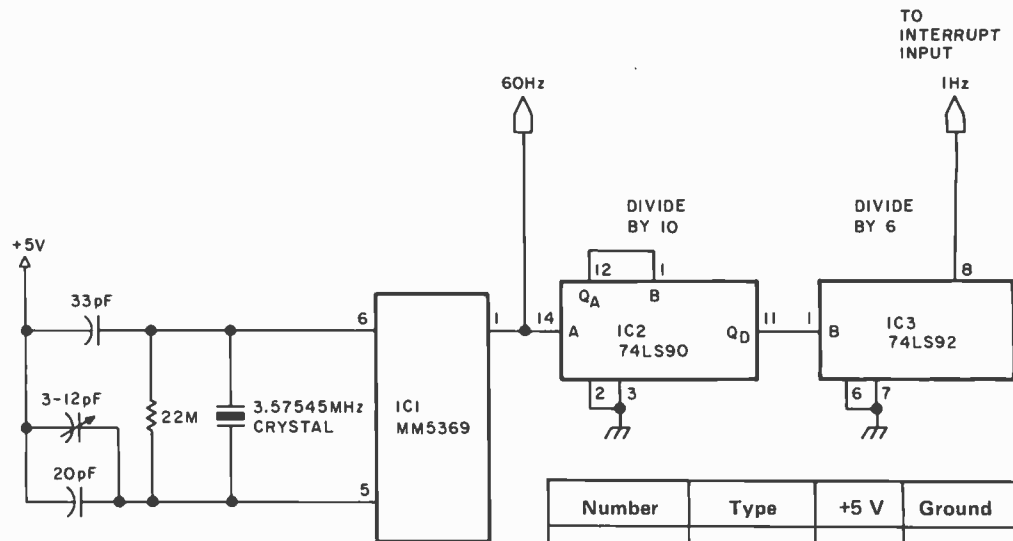 TO
INTERRUPT
INPUT
60Hz
1Hz
DIVIDE
BY 10
DIVIDE
BY 6
+5V
12
1
8
33pF
QA
B
6
1
14
A
IC2
74LS90
QD
11
1
B
IC3
74LS92
3-12pF
22M
3.57545MHz
CRYSTAL
IC1
MM5369
2
3
6
7
20pF
5
Number Type +5 V Ground